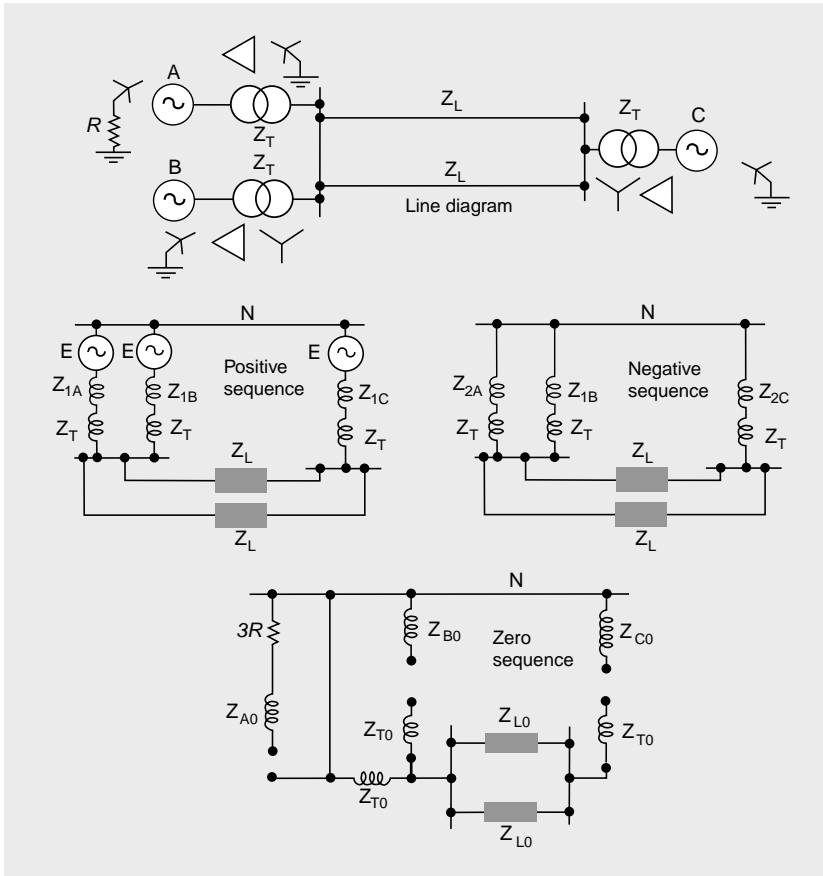 A
R
Z_T
Z_L
Z_T
C
B
Z_T
Z_L
Line diagram
N
E
E
E
Positive
sequence
Z_1A
Z_1B
Z_1C
Z_T
Z_T
Z_T
Z_L
Z_L
N
Negative
sequence
Z_2A
Z_1B
Z_2C
Z_T
Z_T
Z_T
Z_L
Z_L
N
3R
Z_B0
Zero
sequence
Z_C0
Z_A0
Z_T0
Z_L0
Z_T0
Z_T0
Z_L0